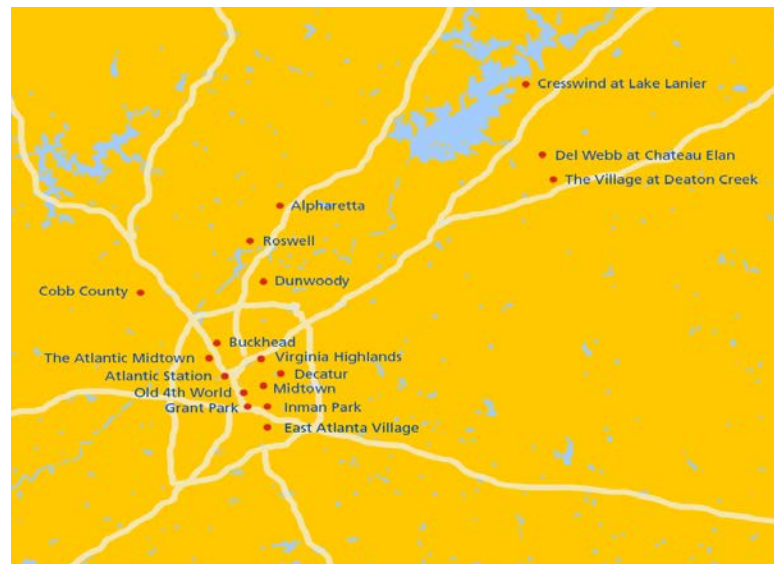 Cresswind at Lake Lanier
Del Webb at Chateau Elan
The Village at Deaton Creek
Alpharetta
Roswell
Dunwoody
Cobb County
Buckhead
The Atlantic Midtown
Virginia Highlands
Atlantic Station
Decatur
Old 4th World
Midtown
Grant Park
Inman Park
East Atlanta Village